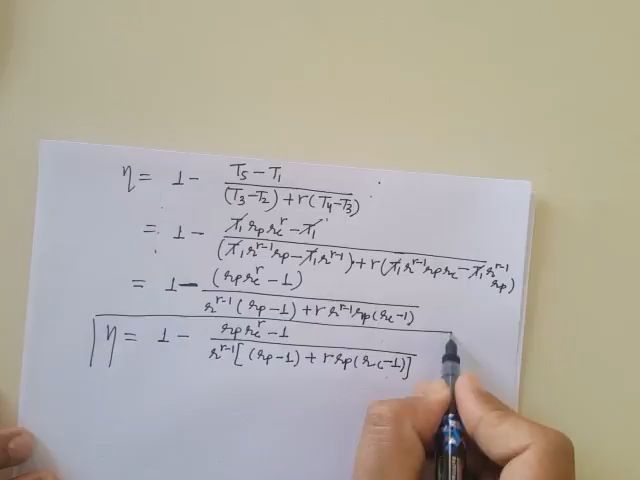 η = 1 - (T5 - T1) / ((T3 - T2) + r(T4 - T3))
= 1 - (T1 rp rc^r - T1) / ((T1 r^(r-1) rp - T1 r^(r-1)) + r(T1 r^(r-1) rp rc - T1 r^(r-1) rp))
= 1 - (rp rc^r - 1) / (r^(r-1) (rp - 1) + r r^(r-1) rp (rc - 1))
η = 1 - (rp rc^r - 1) / (r^(r-1) [(rp - 1) + r rp (rc - 1)])